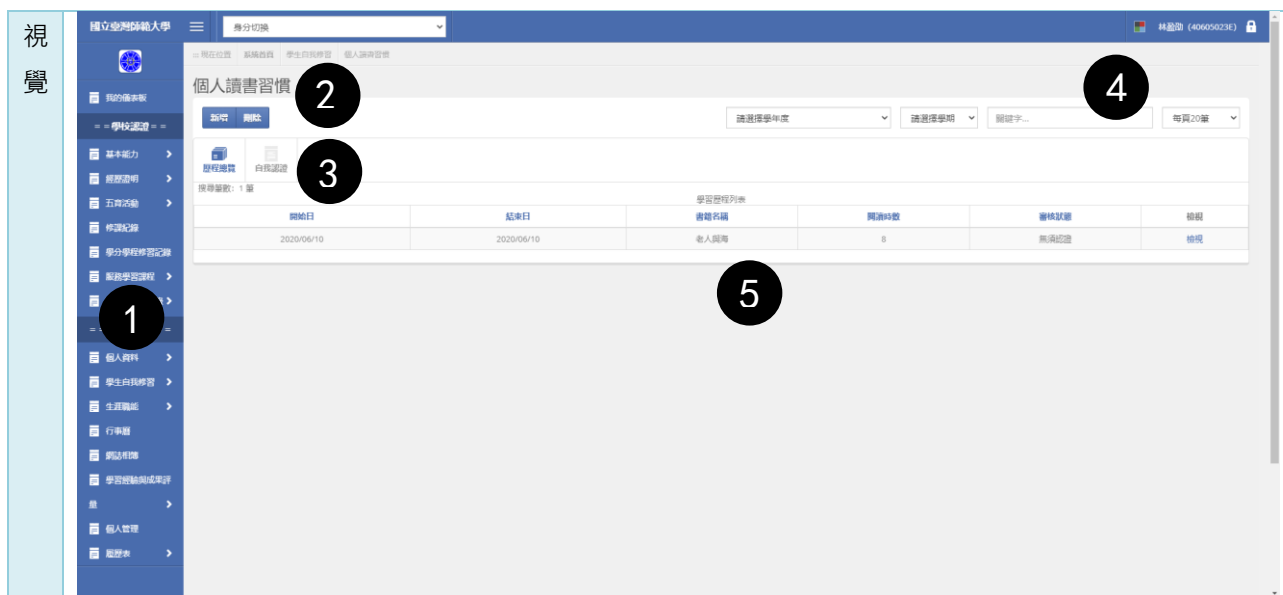 視
覺
國立臺灣師範大學
身分切換
林盈劭 (40605023E)
:: 現在位置 系統首頁 學生自我修習 個人讀書習慣
個人讀書習慣
新增 刪除
請選擇學年度
請選擇學期
關鍵字...
每頁20筆
歷程總覽 自我認證
搜尋筆數: 1 筆
學習歷程列表
開始日 結束日 書籍名稱 閱讀時數 審核狀態 檢視
2020/06/10 2020/06/10 老人與海 8 無須認證 檢視
我的儀表板
= =學校認證= =
基本能力
經歷證明
五育活動
修課紀錄
學分學程修習記錄
服務學習課程
個人資料
學生自我修習
生涯職能
行事曆
網誌相簿
學習經驗與成果評
量
個人管理
履歷表
1
2
3
4
5